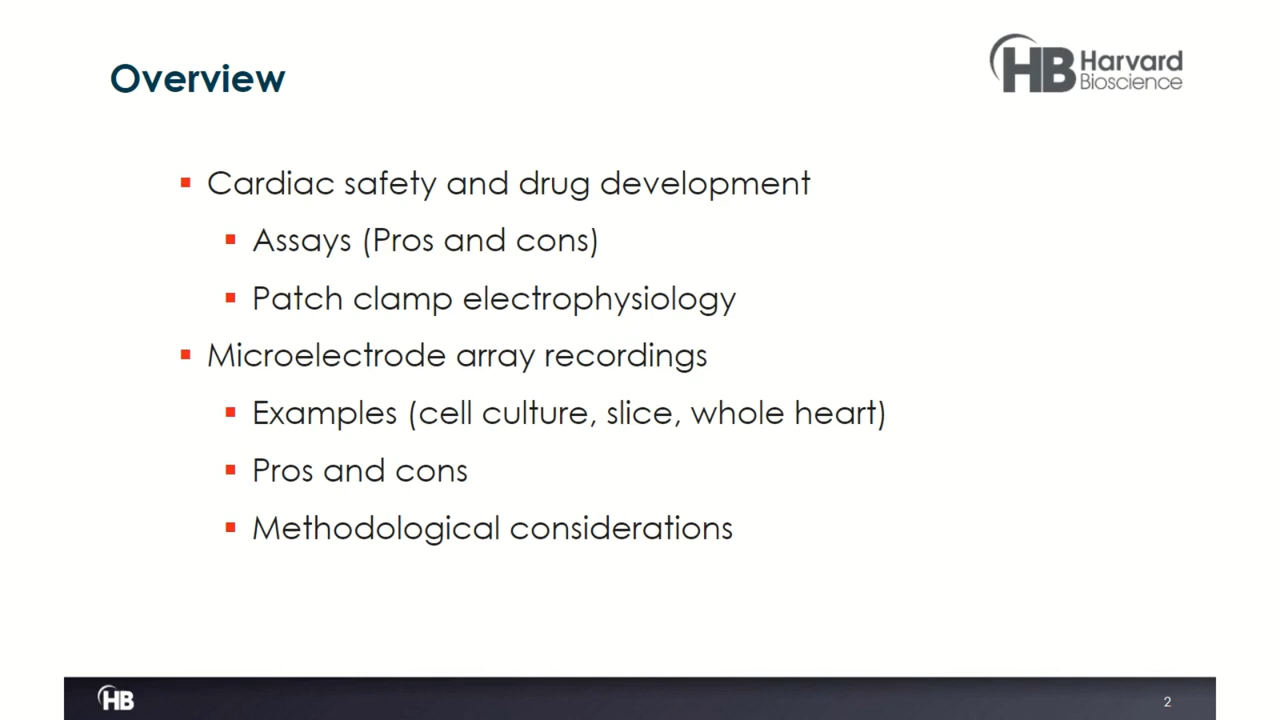 Overview
HB Harvard
Bioscience
Cardiac safety and drug development
Assays (Pros and cons)
Patch clamp electrophysiology
Microelectrode array recordings
Examples (cell culture, slice, whole heart)
Pros and cons
Methodological considerations
HB
2